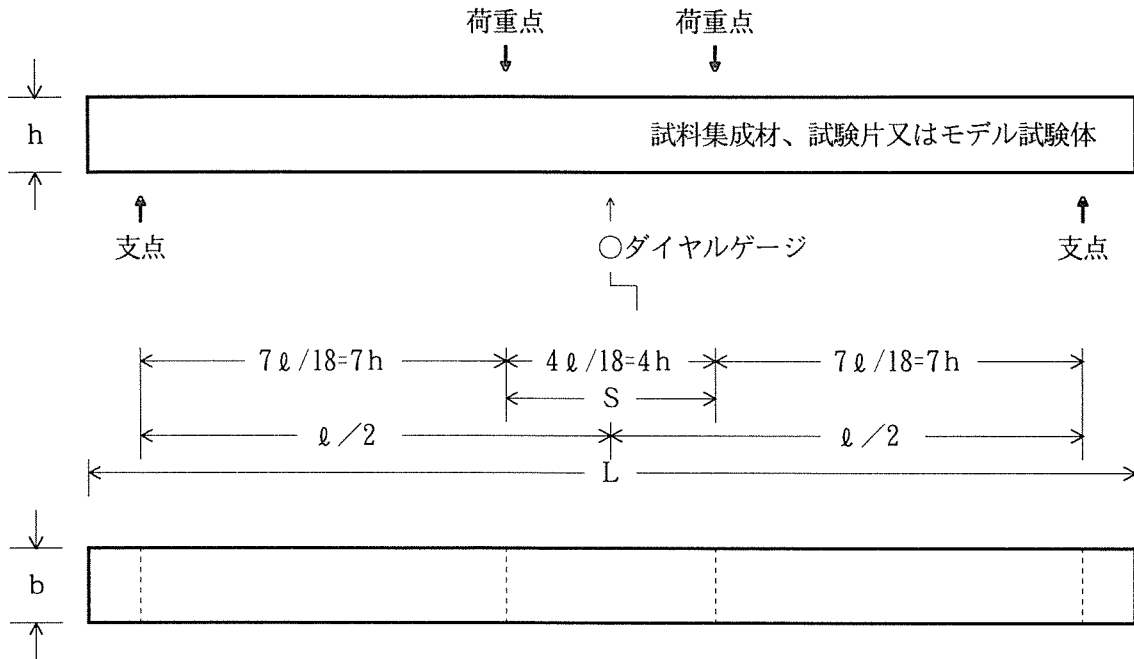 荷重点 荷重点
h
試料集成材、試験片又はモデル試験体
支点 ○ダイヤルゲージ 支点
7ℓ/18=7h 4ℓ/18=4h 7ℓ/18=7h
S
ℓ/2 ℓ/2
L
b